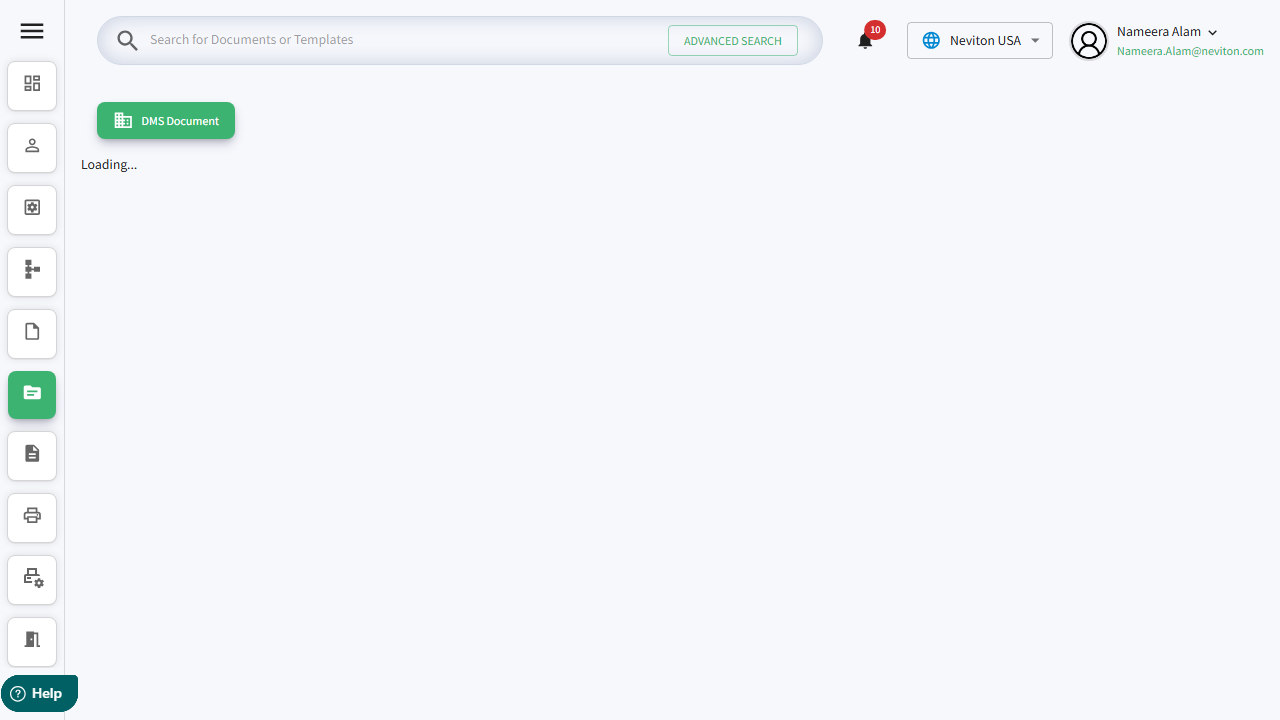 Search for Documents or Templates
ADVANCED SEARCH
10
Neviton USA
Nameera Alam
Nameera.Alam@neviton.com
DMS Document
Loading...
? Help